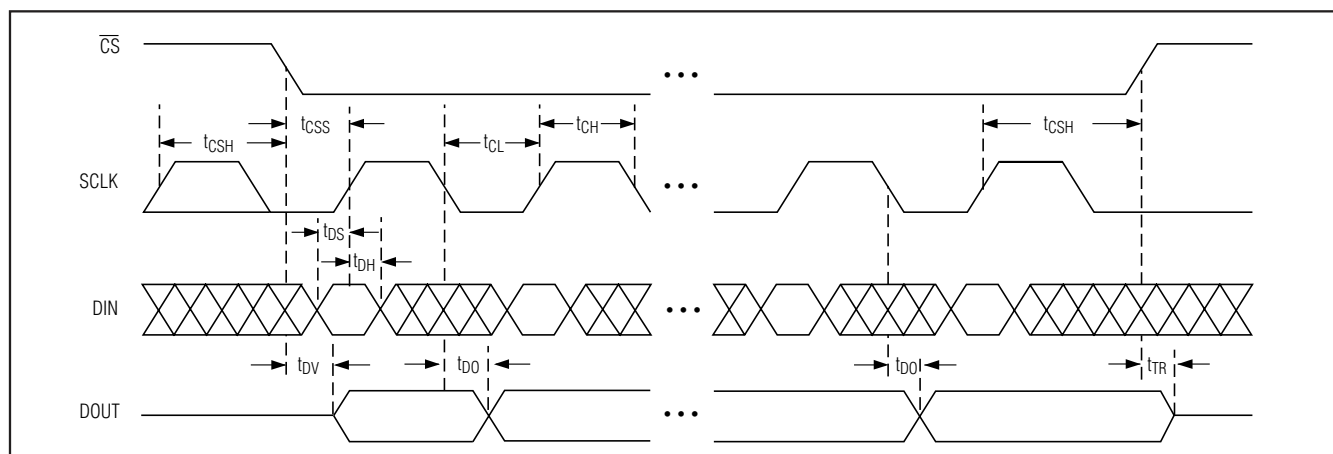 CS
tCSS
tCSH
tCL
tCH
tCSH
SCLK
tDS
tDH
DIN
tDV
tDO
tDO
tTR
DOUT